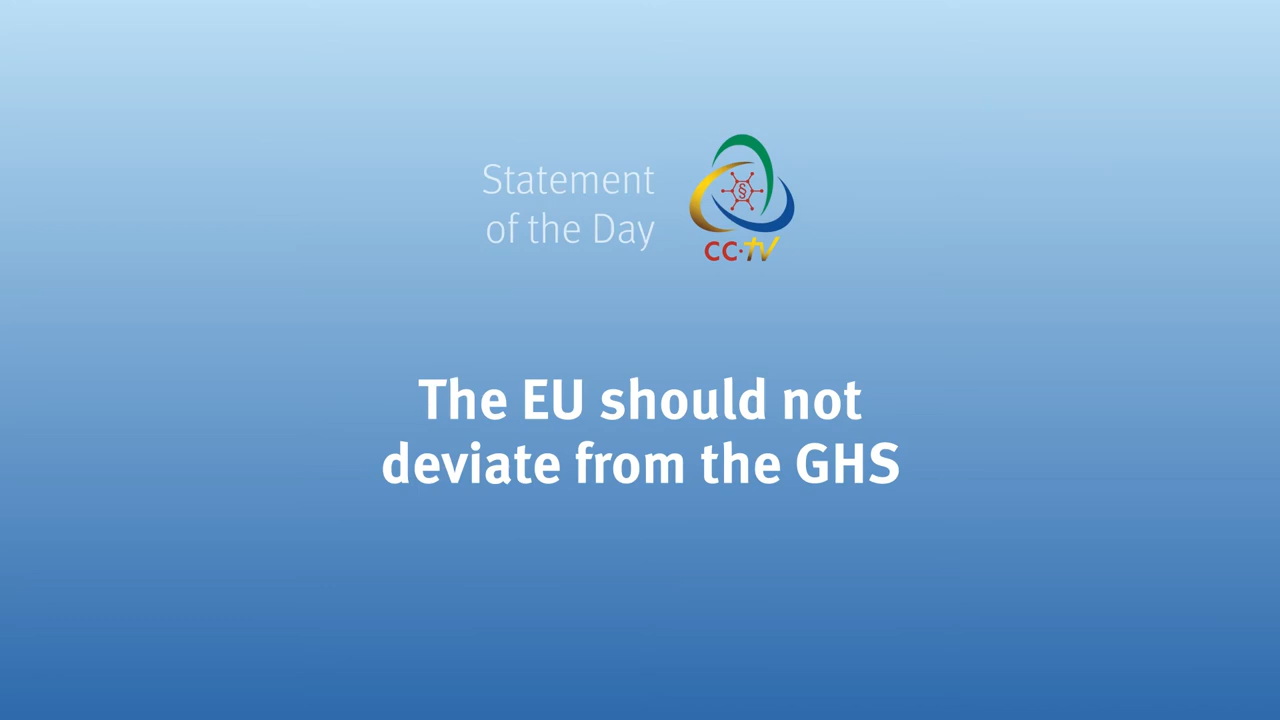 Statement
of the Day
§
CC·TV
The EU should not
deviate from the GHS